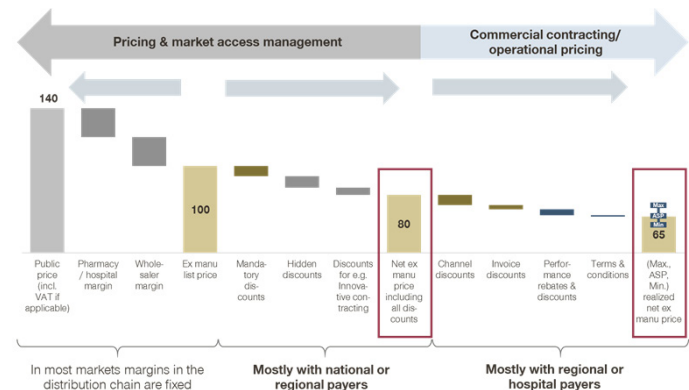 Pricing & market access management
Commercial contracting/
operational pricing
140
100
80
Max
ASP
Min
65
Public
price
(incl.
VAT if
applicable)
Pharmacy
/ hospital
margin
Whole-
saler
margin
Ex manu
list price
Manda-
tory
dis-
counts
Hidden
discounts
Discounts
for e.g.
Innova-
tive con-
tracting
Net ex
manu
price
including
all dis-
counts
Channel
discounts
Invoice
discounts
Perfor-
mance
rebates &
discounts
Terms &
conditions
(Max.,
ASP,
Min.)
realized
net ex
manu price
In most markets margins in the
distribution chain are fixed
Mostly with national or
regional payers
Mostly with regional or
hospital payers